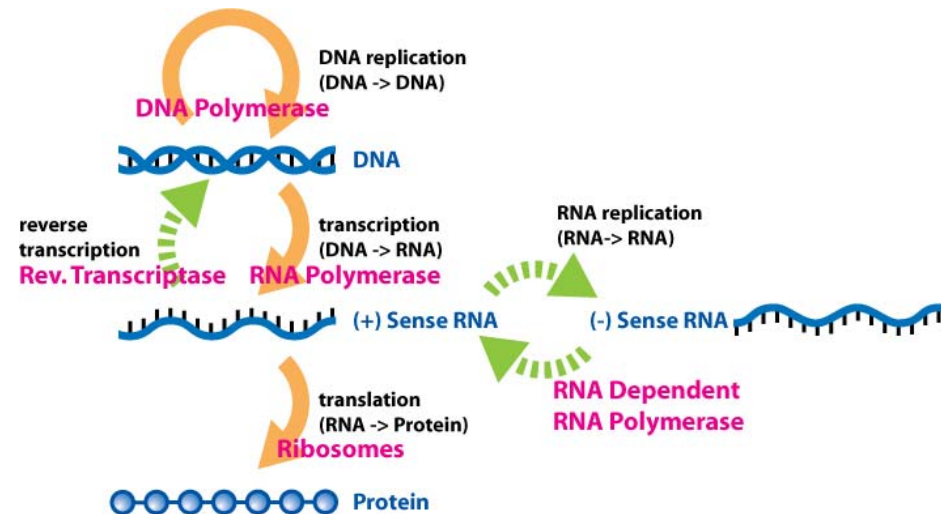 DNA replication
(DNA -> DNA)
DNA Polymerase
DNA
reverse
transcription
Rev. Transcriptase
transcription
(DNA -> RNA)
RNA Polymerase
RNA replication
(RNA-> RNA)
(+) Sense RNA
(-) Sense RNA
RNA Dependent
RNA Polymerase
translation
(RNA -> Protein)
Ribosomes
Protein